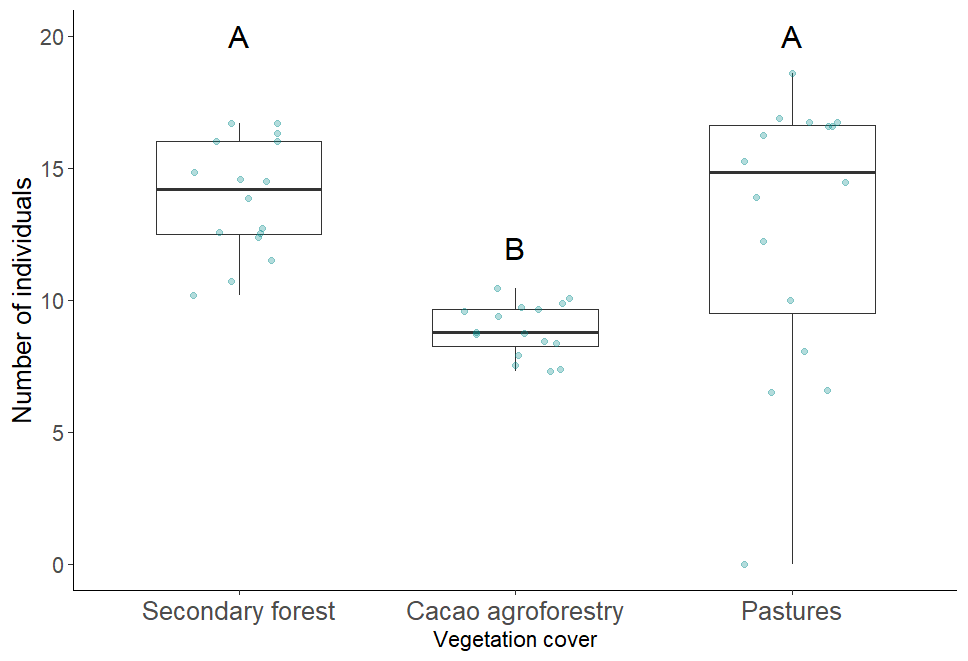 Number of individuals
20
15
10
5
0
A
B
A
Secondary forest
Cacao agroforestry
Pastures
Vegetation cover